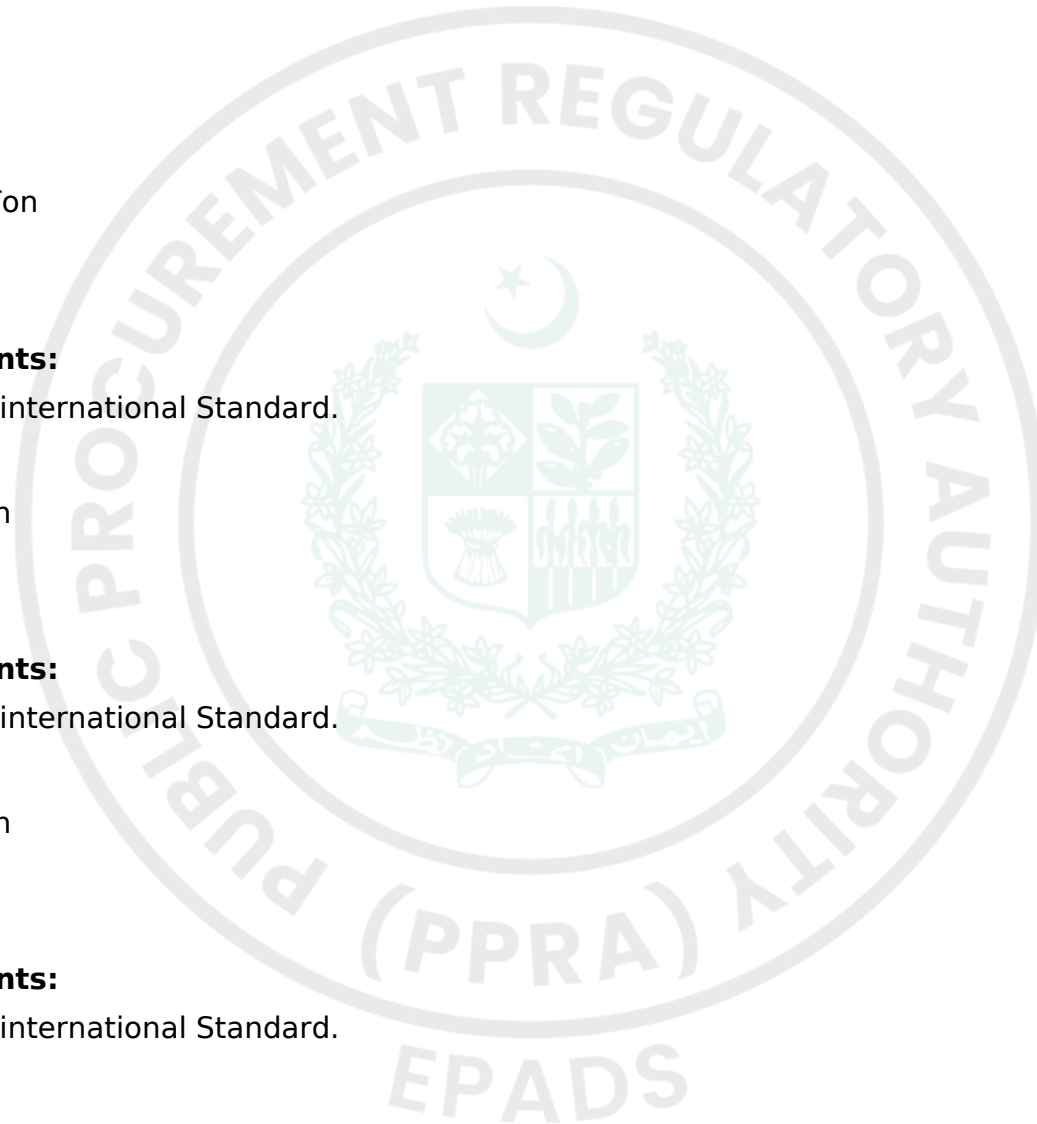 on
nts:
international Standard.
n
nts:
international Standard.
n
nts:
international Standard.
PUBLIC PROCUREMENT REGULATORY AUTHORITY
(PPRA)
EPADS